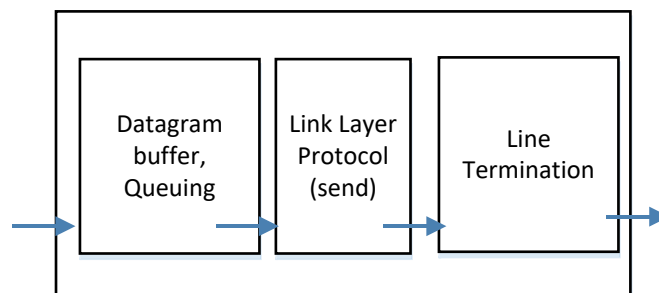 Datagram
buffer,
Queuing
Link Layer
Protocol
(send)
Line
Termination